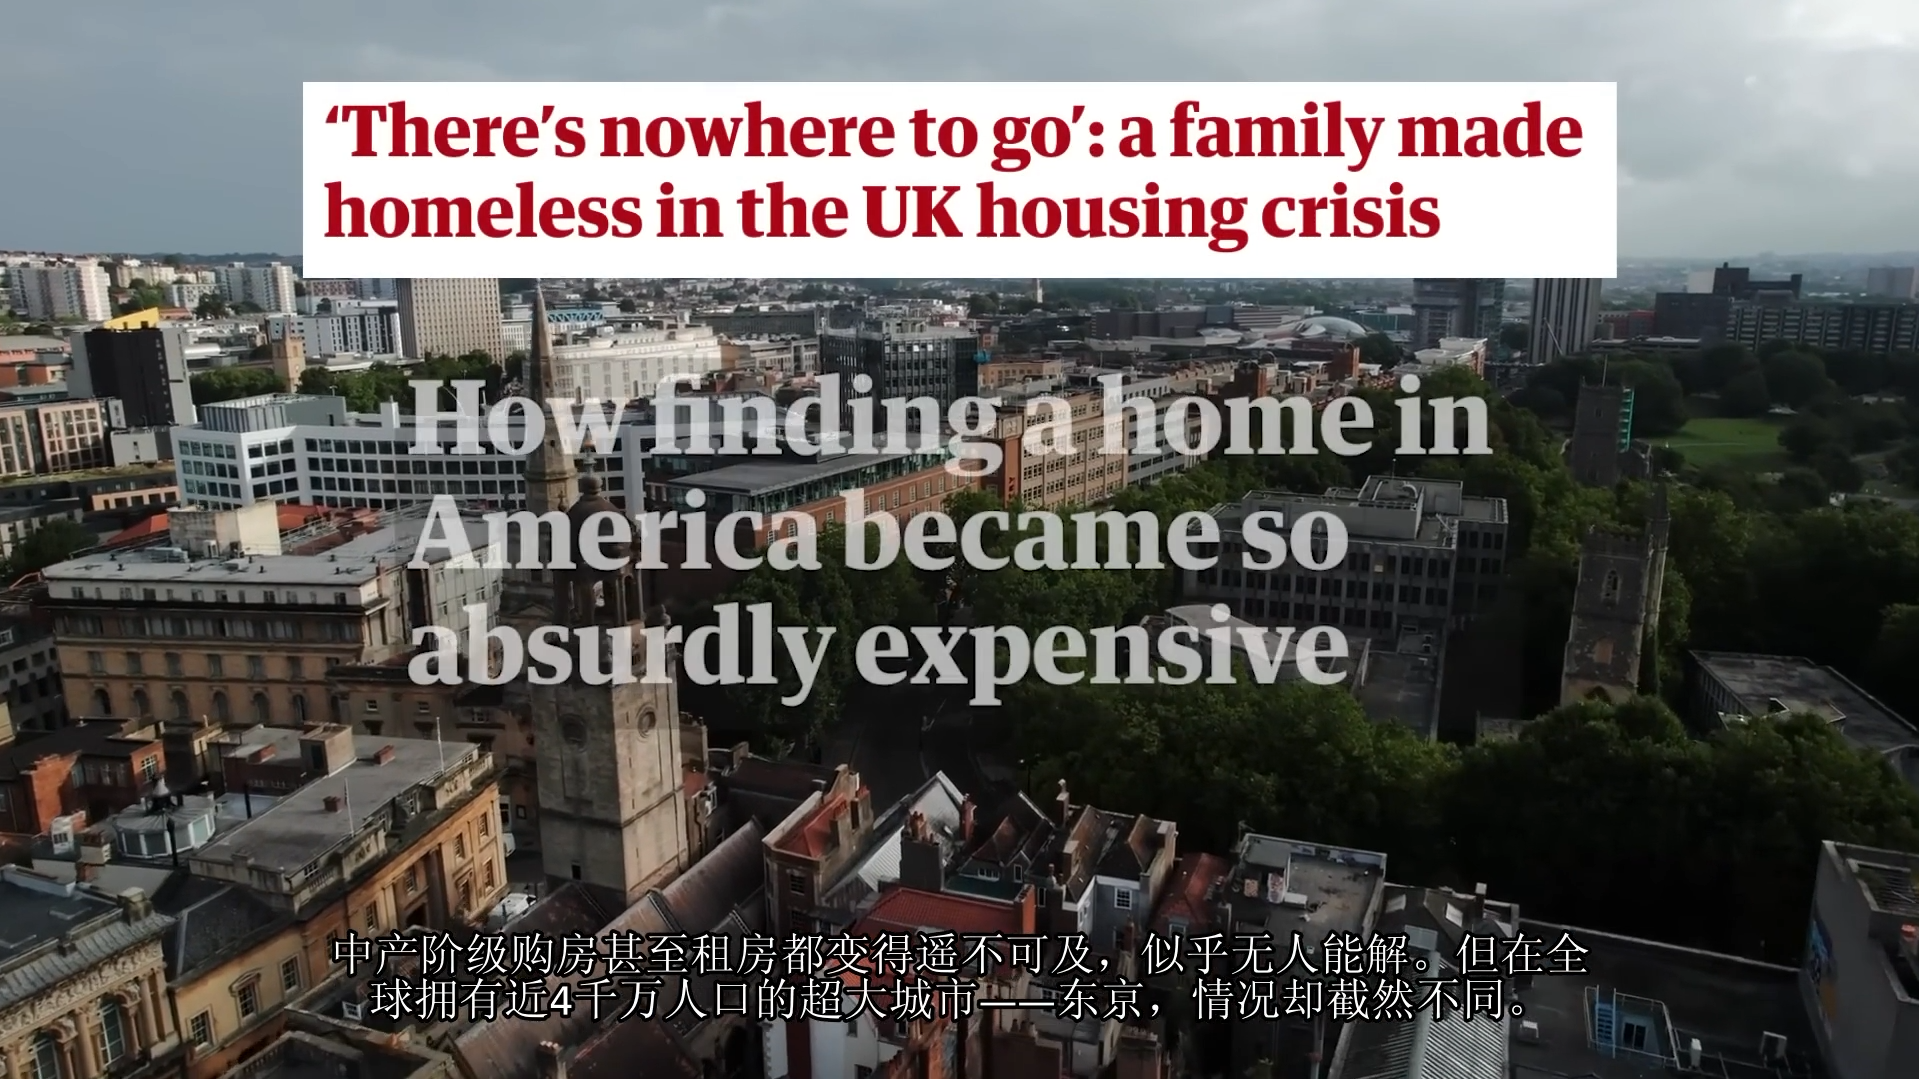 ‘There’s nowhere to go’: a family made
homeless in the UK housing crisis
How finding a home in
America became so
absurdly expensive
中产阶级购房甚至租房都变得遥不可及，似乎无人能解。但在全
球拥有近4千万人口的超大城市——东京，情况却截然不同。